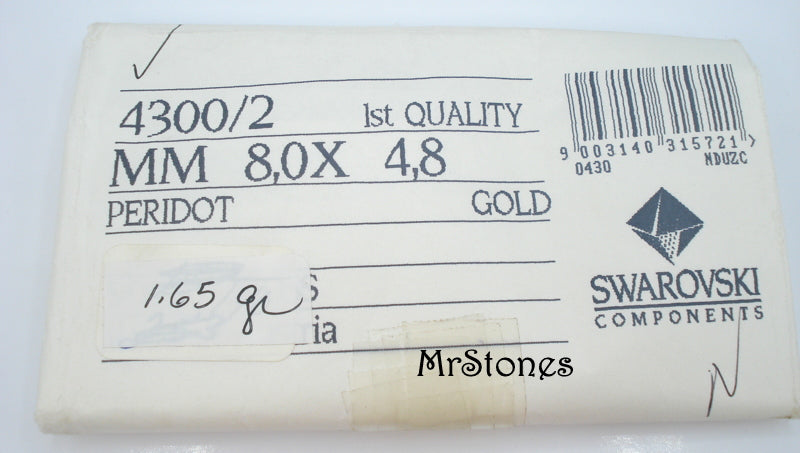 4300/2 1st QUALITY
MM 8,0X 4,8
PERIDOT GOLD
1.65 gr
ia
9 003140 315721 >
0430 NDUZC
SWAROVSKI
COMPONENTS
MrStones
N